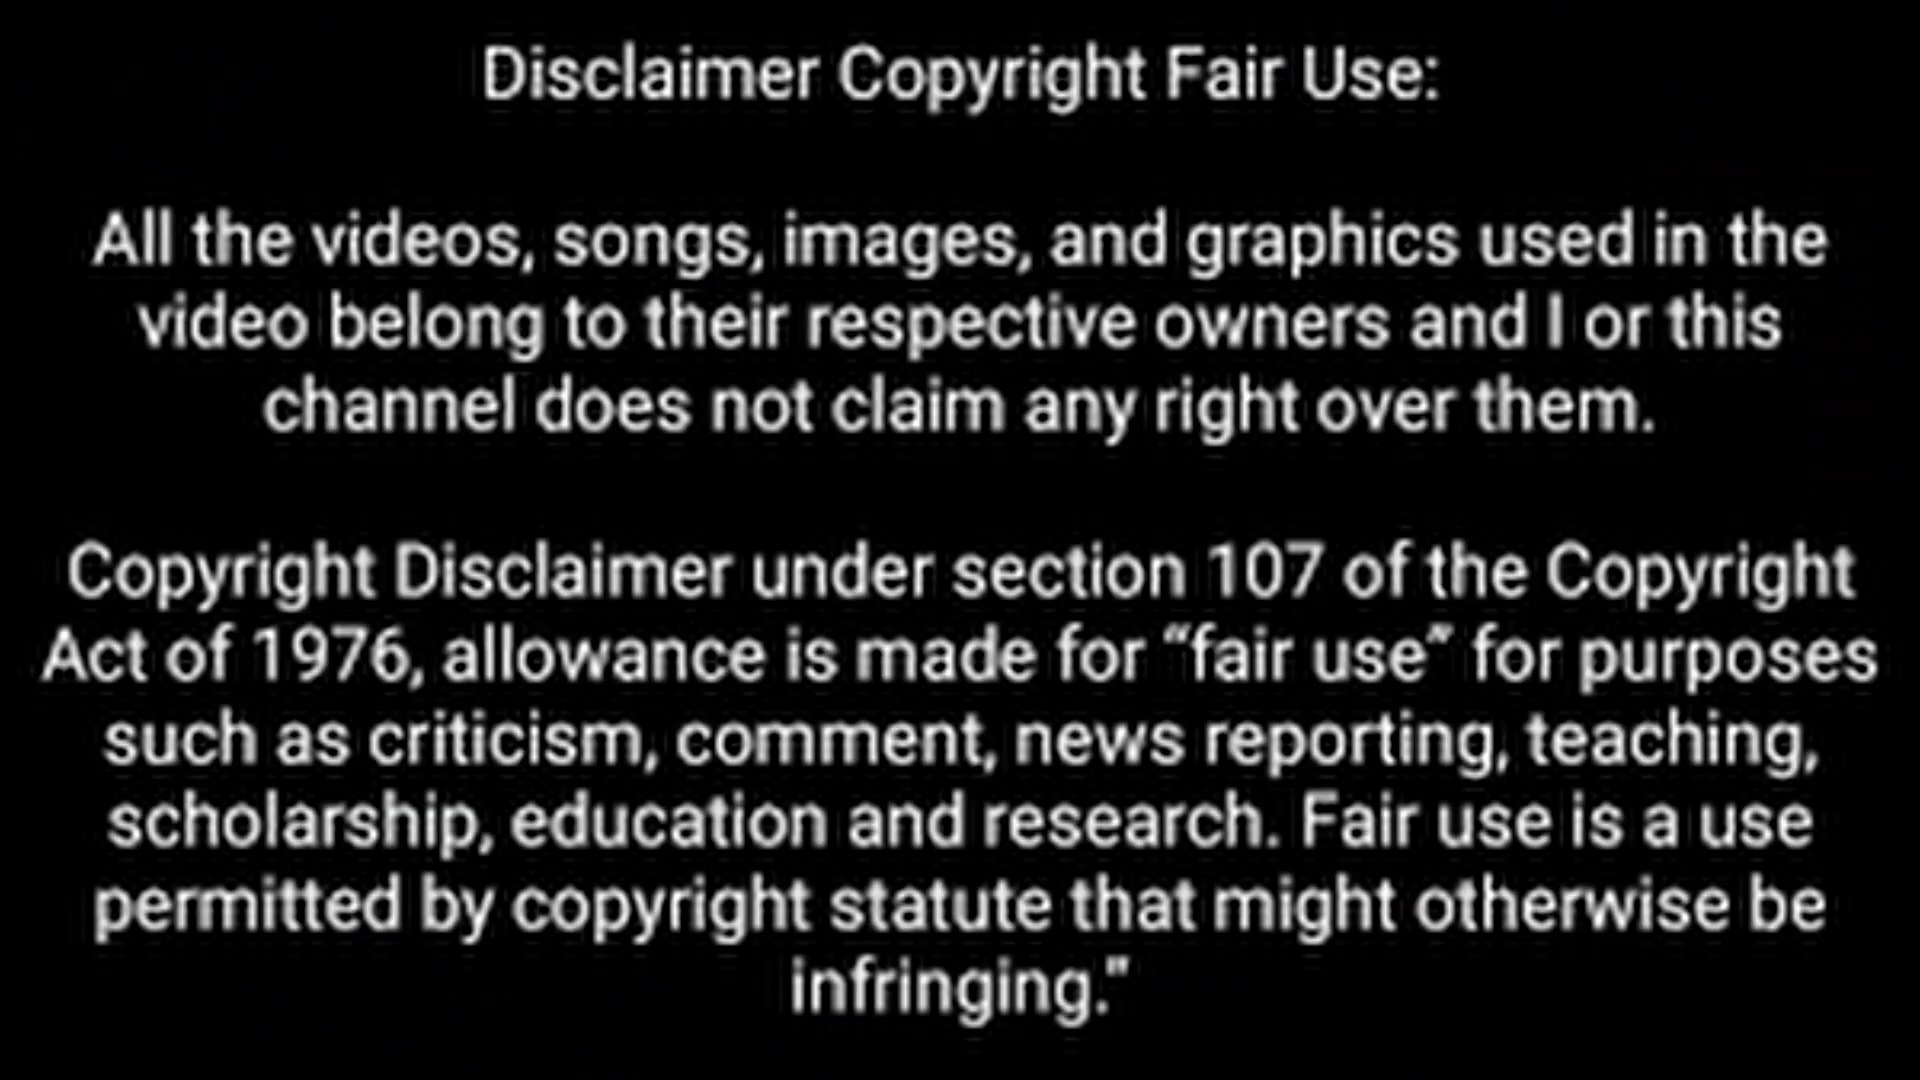 Disclaimer Copyright Fair Use:
All the videos, songs, images, and graphics used in the
video belong to their respective owners and I or this
channel does not claim any right over them.
Copyright Disclaimer under section 107 of the Copyright
Act of 1976, allowance is made for “fair use” for purposes
such as criticism, comment, news reporting, teaching,
scholarship, education and research. Fair use is a use
permitted by copyright statute that might otherwise be
infringing."